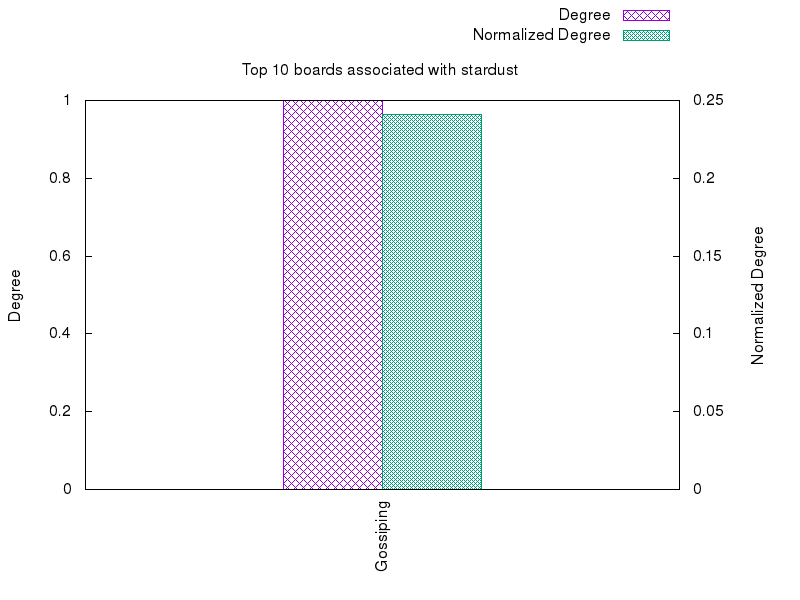 Degree
Normalized Degree
Top 10 boards associated with stardust
1
0.8
0.6
0.4
0.2
0
Degree
0.25
0.2
0.15
0.1
0.05
0
Normalized Degree
Gossiping